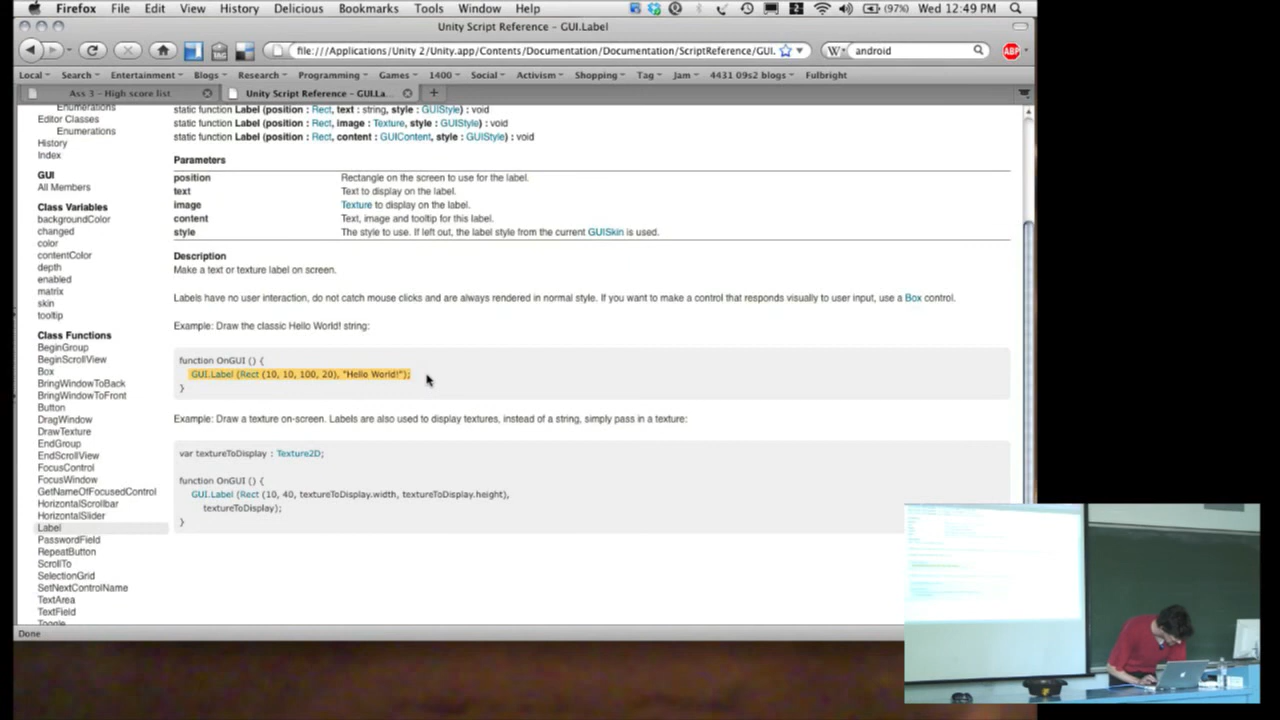 Firefox File Edit View History Delicious Bookmarks Tools Window Help (97%) Wed 12:49 PM
Unity Script Reference – GUI.Label
file:///Applications/Unity 2/Unity.app/Contents/Documentation/Documentation/ScriptReference/GUI. W android ABP
Local Search Entertainment Blogs Research Programming Games 1400 Social Activism Shopping Tag Jam 4431 09s2 blogs Fulbright
Ass 3 – High score list Unity Script Reference – GUI.La... +
Enumerations
Editor Classes
Enumerations
History
Index
GUI
All Members
Class Variables
backgroundColor
changed
color
contentColor
depth
enabled
matrix
skin
tooltip
Class Functions
BeginGroup
BeginScrollView
Box
BringWindowToBack
BringWindowToFront
Button
DragWindow
DrawTexture
EndGroup
EndScrollView
FocusControl
FocusWindow
GetNameOfFocusedControl
HorizontalScrollbar
HorizontalSlider
Label
PasswordField
RepeatButton
ScrollTo
SelectionGrid
SetNextControlName
TextArea
TextField
Toggle
static function Label (position : Rect, text : string, style : GUIStyle) : void
static function Label (position : Rect, image : Texture, style : GUIStyle) : void
static function Label (position : Rect, content : GUIContent, style : GUIStyle) : void
Parameters
position Rectangle on the screen to use for the label.
text Text to display on the label.
image Texture to display on the label.
content Text, image and tooltip for this label.
style The style to use. If left out, the label style from the current GUISkin is used.
Description
Make a text or texture label on screen.
Labels have no user interaction, do not catch mouse clicks and are always rendered in normal style. If you want to make a control that responds visually to user input, use a Box control.
Example: Draw the classic Hello World! string:
function OnGUI () {
GUI.Label (Rect (10, 10, 100, 20), "Hello World!");
}
Example: Draw a texture on-screen. Labels are also used to display textures, instead of a string, simply pass in a texture:
var textureToDisplay : Texture2D;
function OnGUI () {
GUI.Label (Rect (10, 40, textureToDisplay.width, textureToDisplay.height),
textureToDisplay);
}
Done